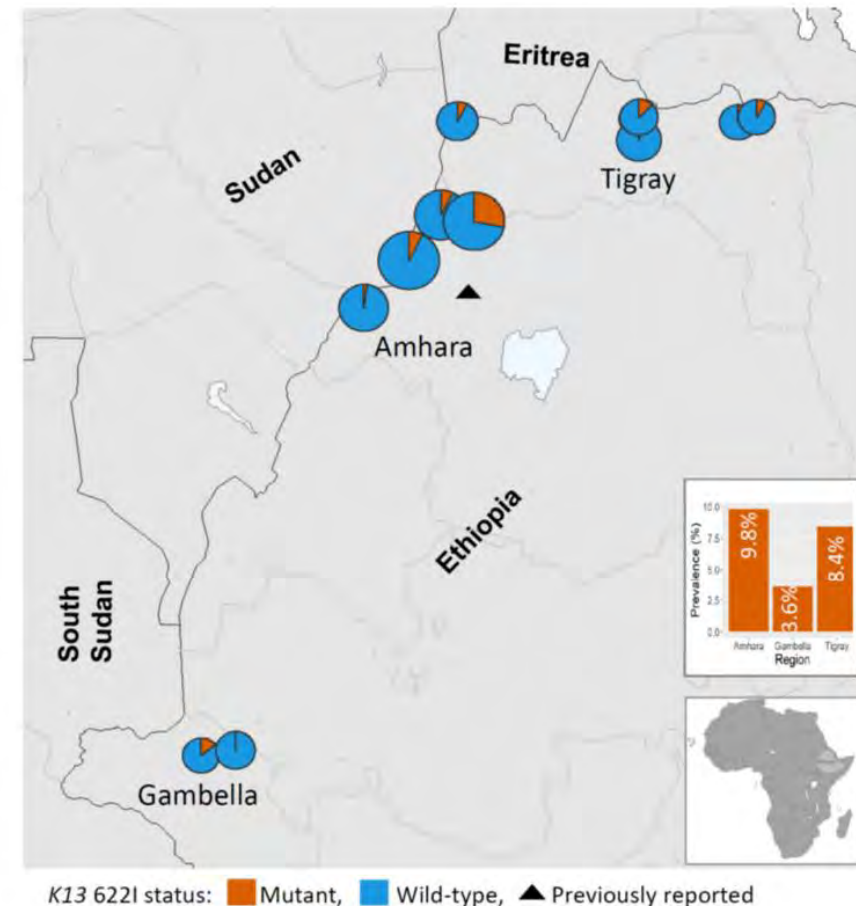 Eritrea
Sudan
Tigray
Amhara
Ethiopia
South
Sudan
Gambella
Prevalence (%)
10.0
7.5
5.0
2.5
0.0
9.8%
3.6%
8.4%
Amhara Gambella Tigray
Region
K13 622I status: Mutant, Wild-type, Previously reported